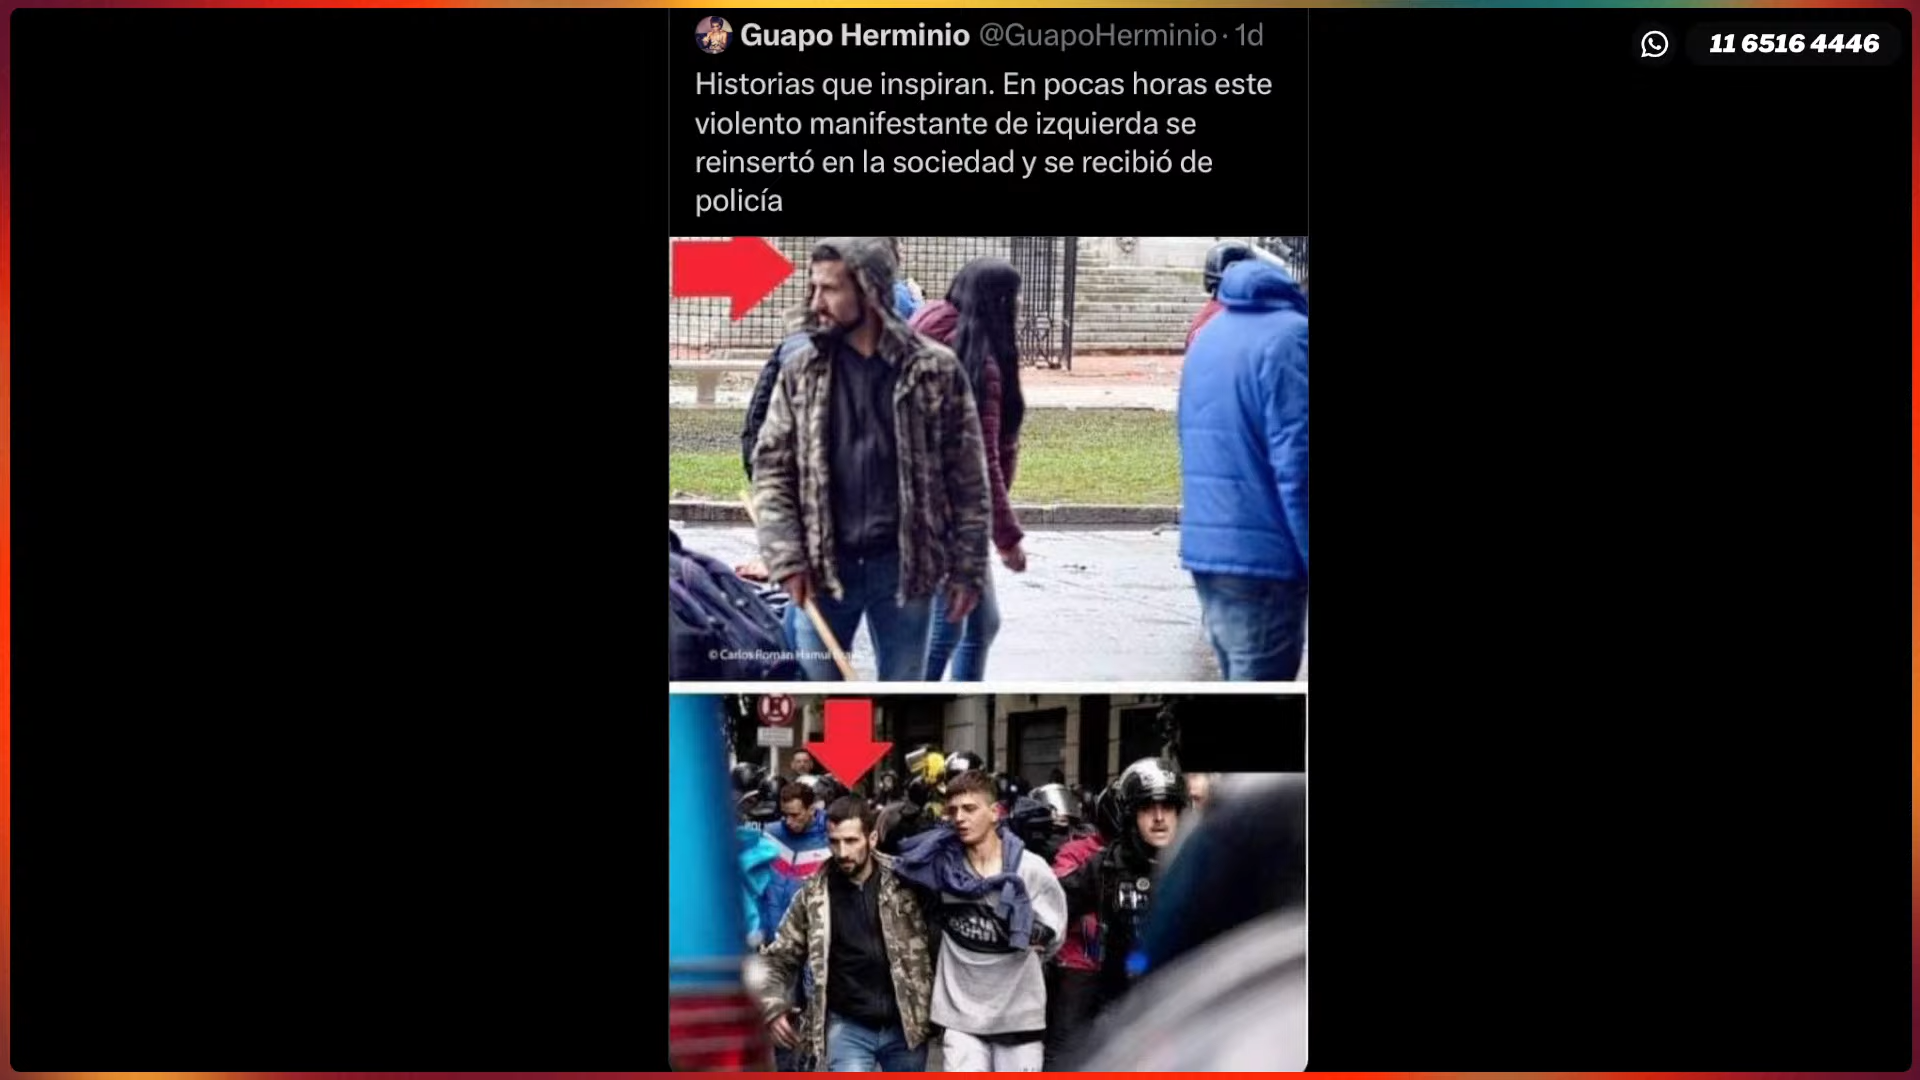 Guapo Herminio @GuapoHerminio · 1d
11 6516 4446
Historias que inspiran. En pocas horas este
violento manifestante de izquierda se
reinsertó en la sociedad y se recibió de
policía
© Carlos Roman Hamui